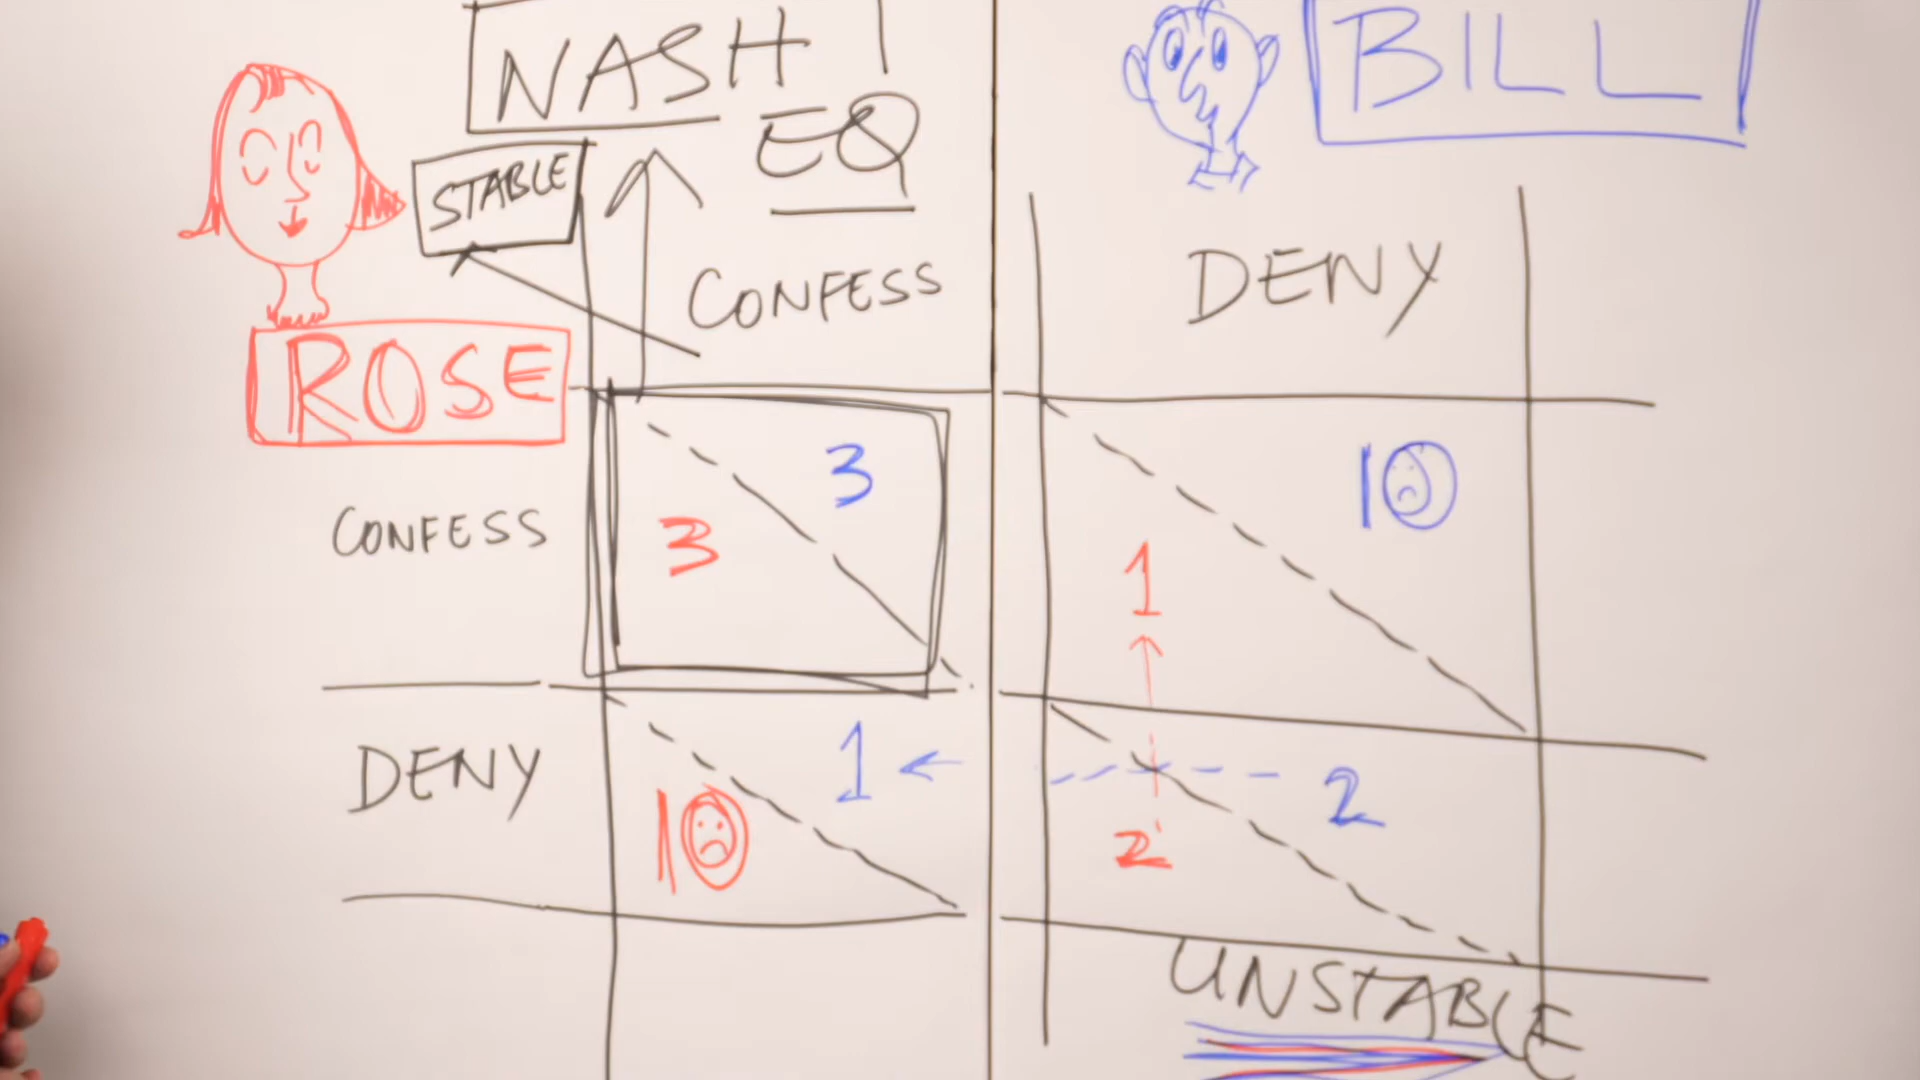 NASH
EQ
BILL
STABLE
CONFESS
DENY
ROSE
CONFESS
3
3
1
10
DENY
10
1
2
2
UNSTABLE